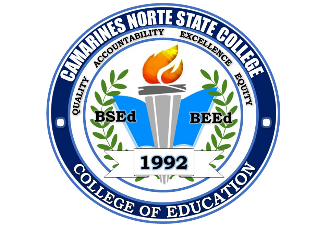 CAMARINES NORTE STATE COLLEGE
QUALITY ACCOUNTABILITY EXCELLENCE EQUITY
BSEd BEEd
1992
COLLEGE OF EDUCATION